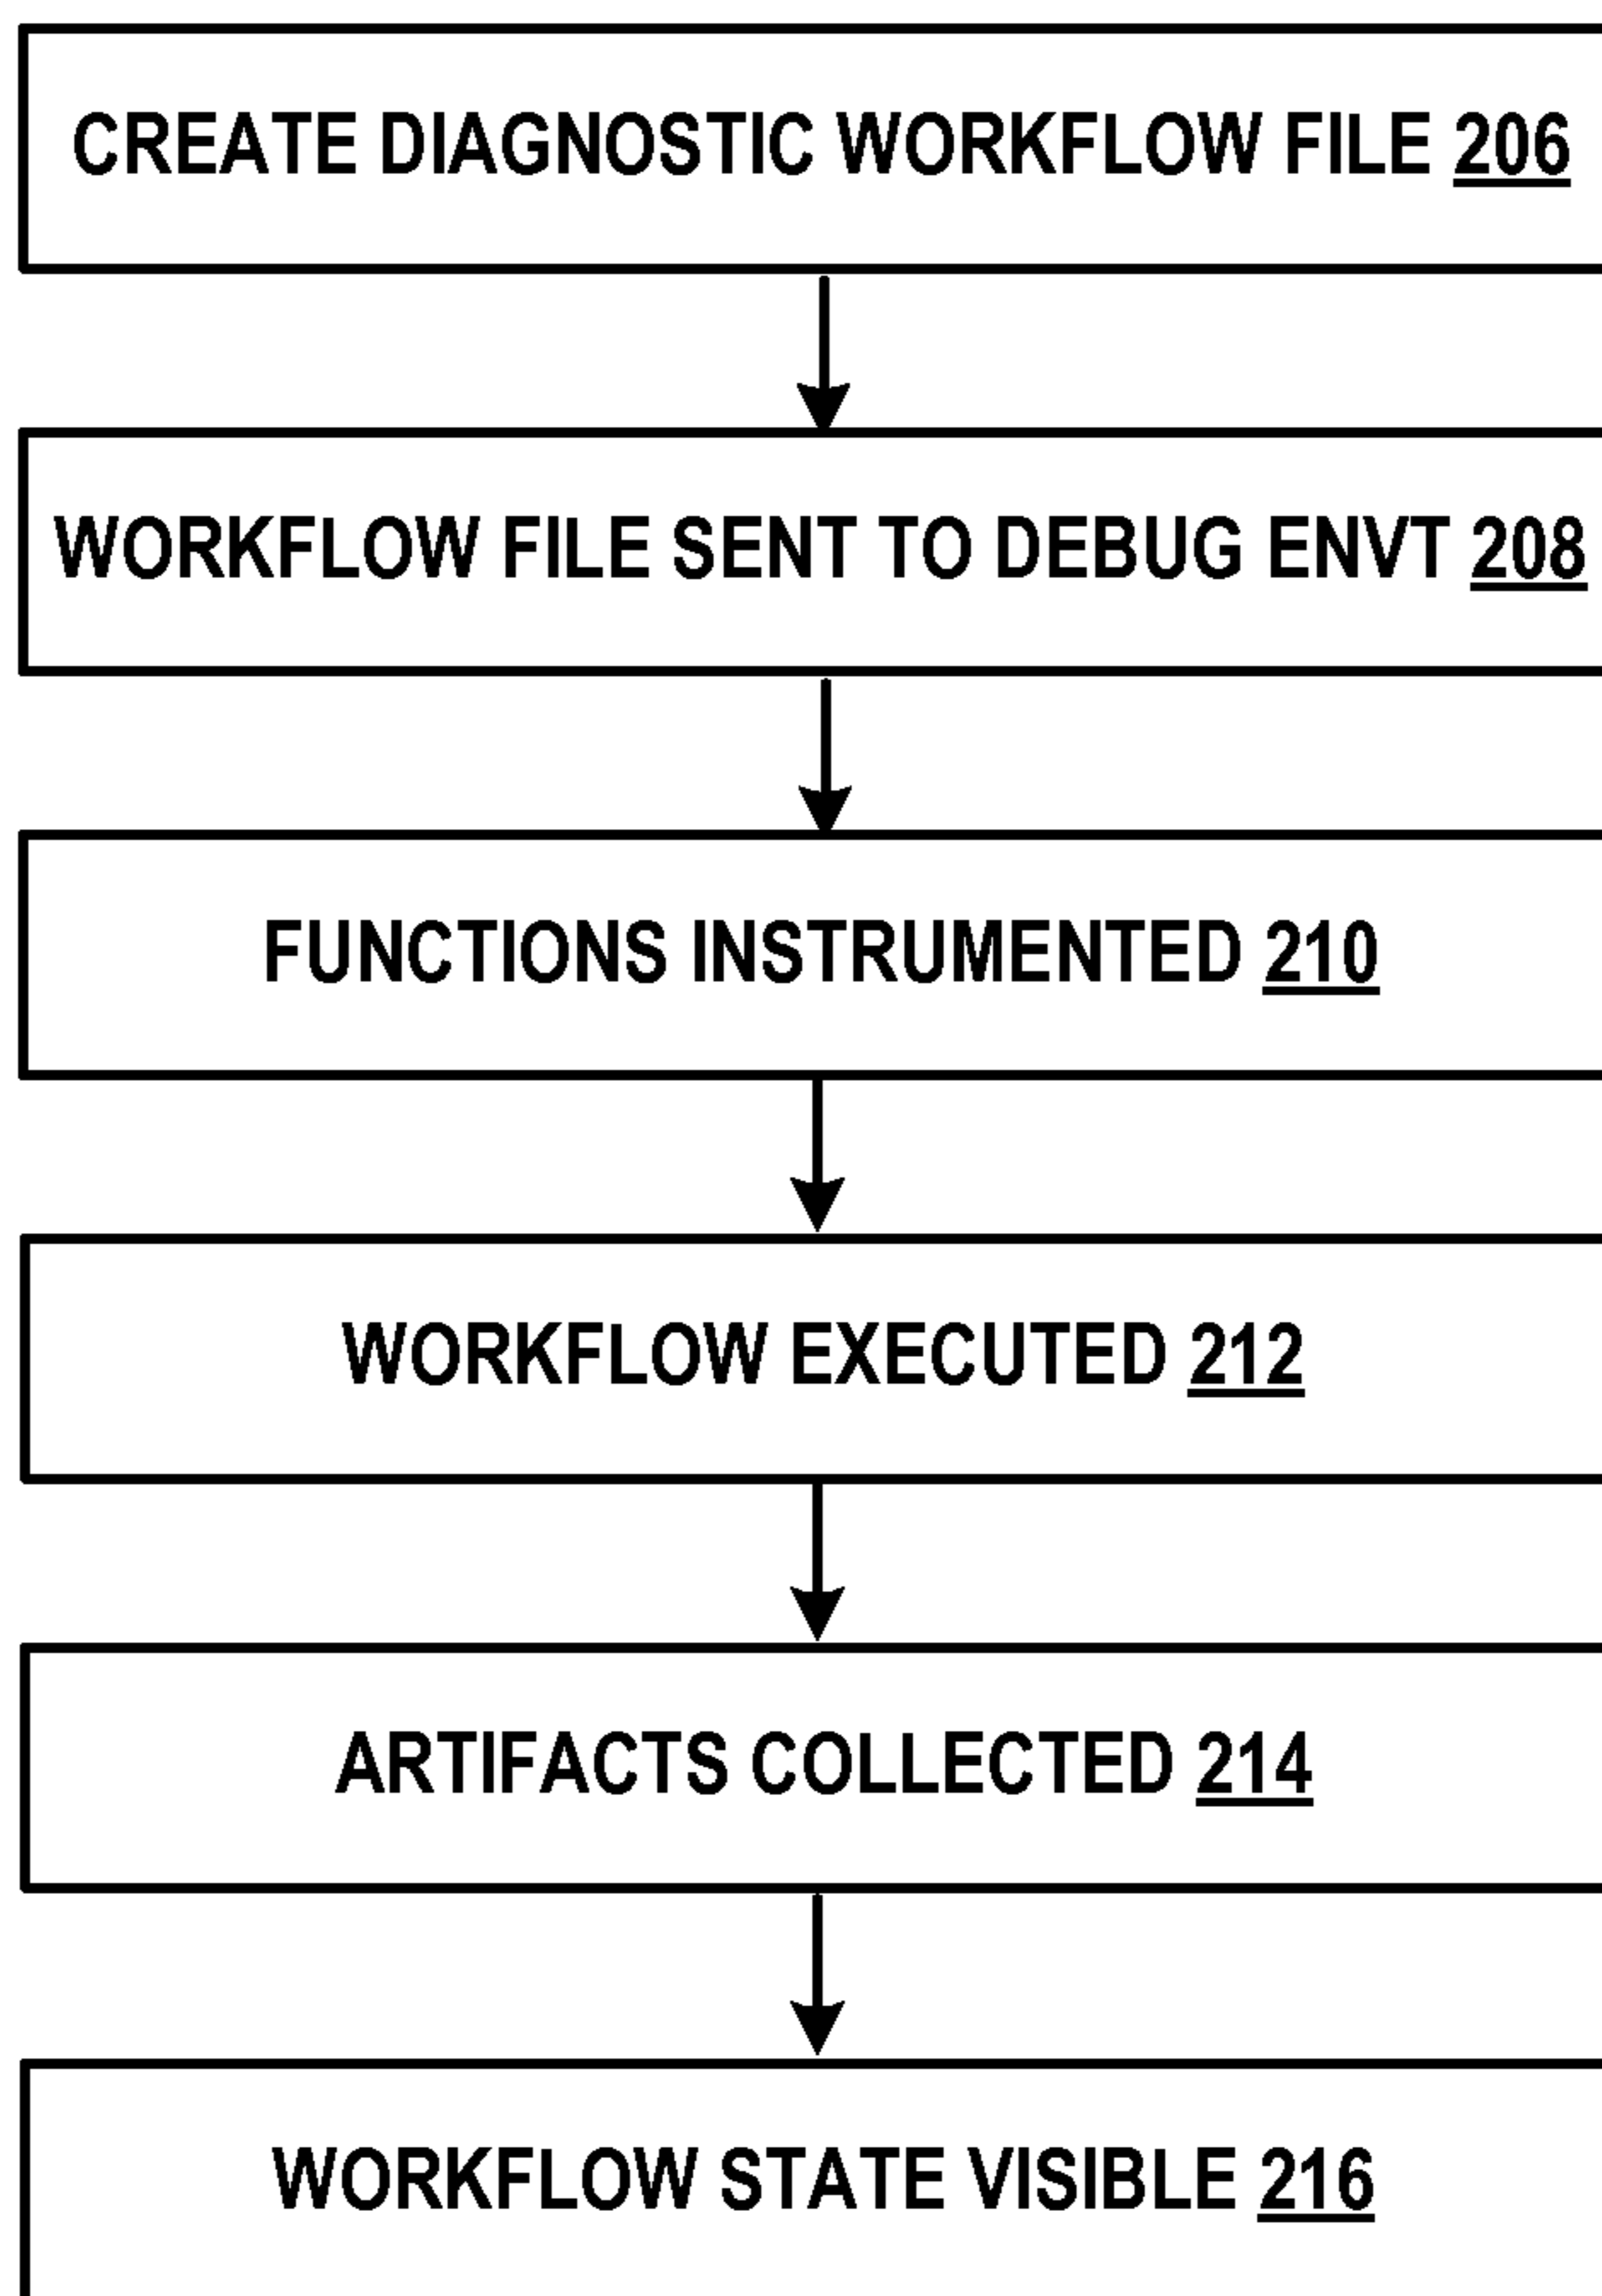 CREATE DIAGNOSTIC WORKFLOW FILE 206
WORKFLOW FILE SENT TO DEBUG ENVT 208
FUNCTIONS INSTRUMENTED 210
WORKFLOW EXECUTED 212
ARTIFACTS COLLECTED 214
WORKFLOW STATE VISIBLE 216